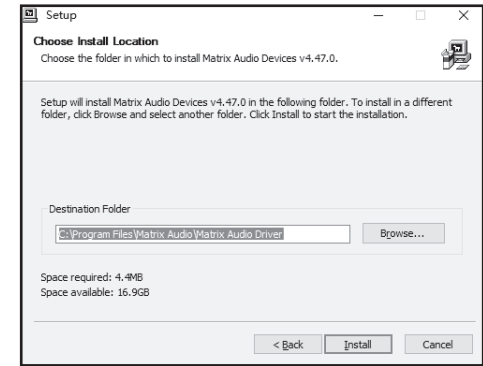 Setup
Choose Install Location
Choose the folder in which to install Matrix Audio Devices v4.47.0.
Setup will install Matrix Audio Devices v4.47.0 in the following folder. To install in a different
folder, click Browse and select another folder. Click Install to start the installation.
Destination Folder
C:\Program Files\Matrix Audio\Matrix Audio Driver
Browse...
Space required: 4.4MB
Space available: 16.9GB
< Back Install Cancel